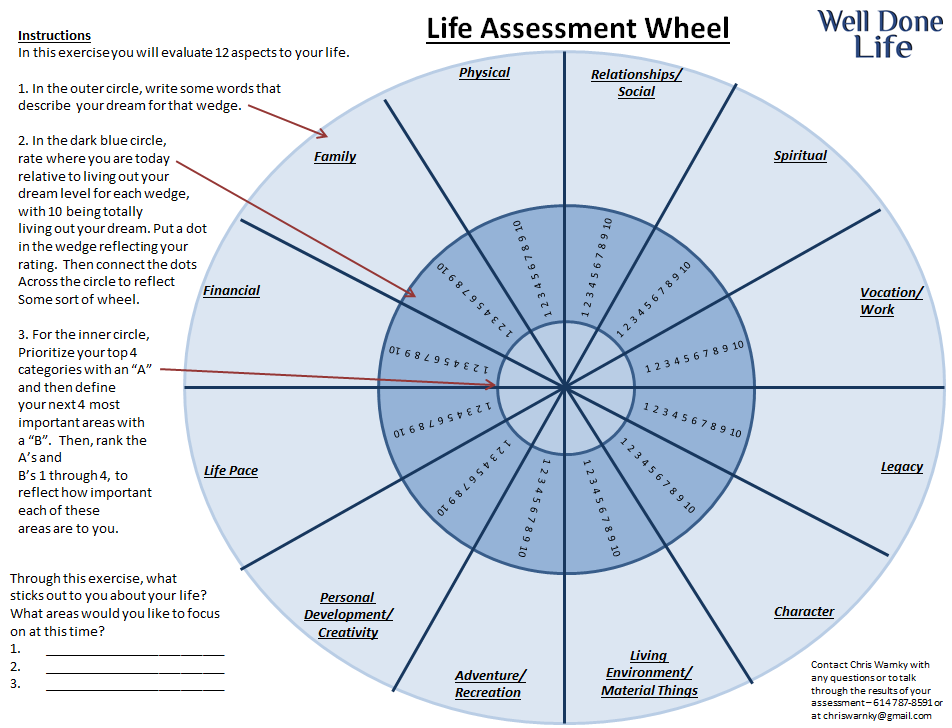 Life Assessment Wheel
Well Done
Life
Instructions
In this exercise you will evaluate 12 aspects to your life.
1. In the outer circle, write some words that
describe your dream for that wedge.
2. In the dark blue circle,
rate where you are today
relative to living out your
dream level for each wedge,
with 10 being totally
living out your dream. Put a dot
in the wedge reflecting your
rating. Then connect the dots
Across the circle to reflect
Some sort of wheel.
3. For the inner circle,
Prioritize your top 4
categories with an “A”
and then define
your next 4 most
important areas with
a “B”. Then, rank the
A’s and
B’s 1 through 4, to
reflect how important
each of these
areas are to you.
Through this exercise, what
sticks out to you about your life?
What areas would you like to focus
on at this time?
1. ___________________________
2. ___________________________
3. ___________________________
Physical
Relationships/
Social
Spiritual
Vocation/
Work
Legacy
Character
Living
Environment/
Material Things
Adventure/
Recreation
Personal
Development/
Creativity
Life Pace
Financial
Family
1 2 3 4 5 6 7 8 9 10
1 2 3 4 5 6 7 8 9 10
1 2 3 4 5 6 7 8 9 10
1 2 3 4 5 6 7 8 9 10
1 2 3 4 5 6 7 8 9 10
1 2 3 4 5 6 7 8 9 10
1 2 3 4 5 6 7 8 9 10
1 2 3 4 5 6 7 8 9 10
1 2 3 4 5 6 7 8 9 10
1 2 3 4 5 6 7 8 9 10
1 2 3 4 5 6 7 8 9 10
1 2 3 4 5 6 7 8 9 10
Contact Chris Warnky with
any questions or to talk
through the results of your
assessment – 614 787-8591 or
at chriswarnky@gmail.com